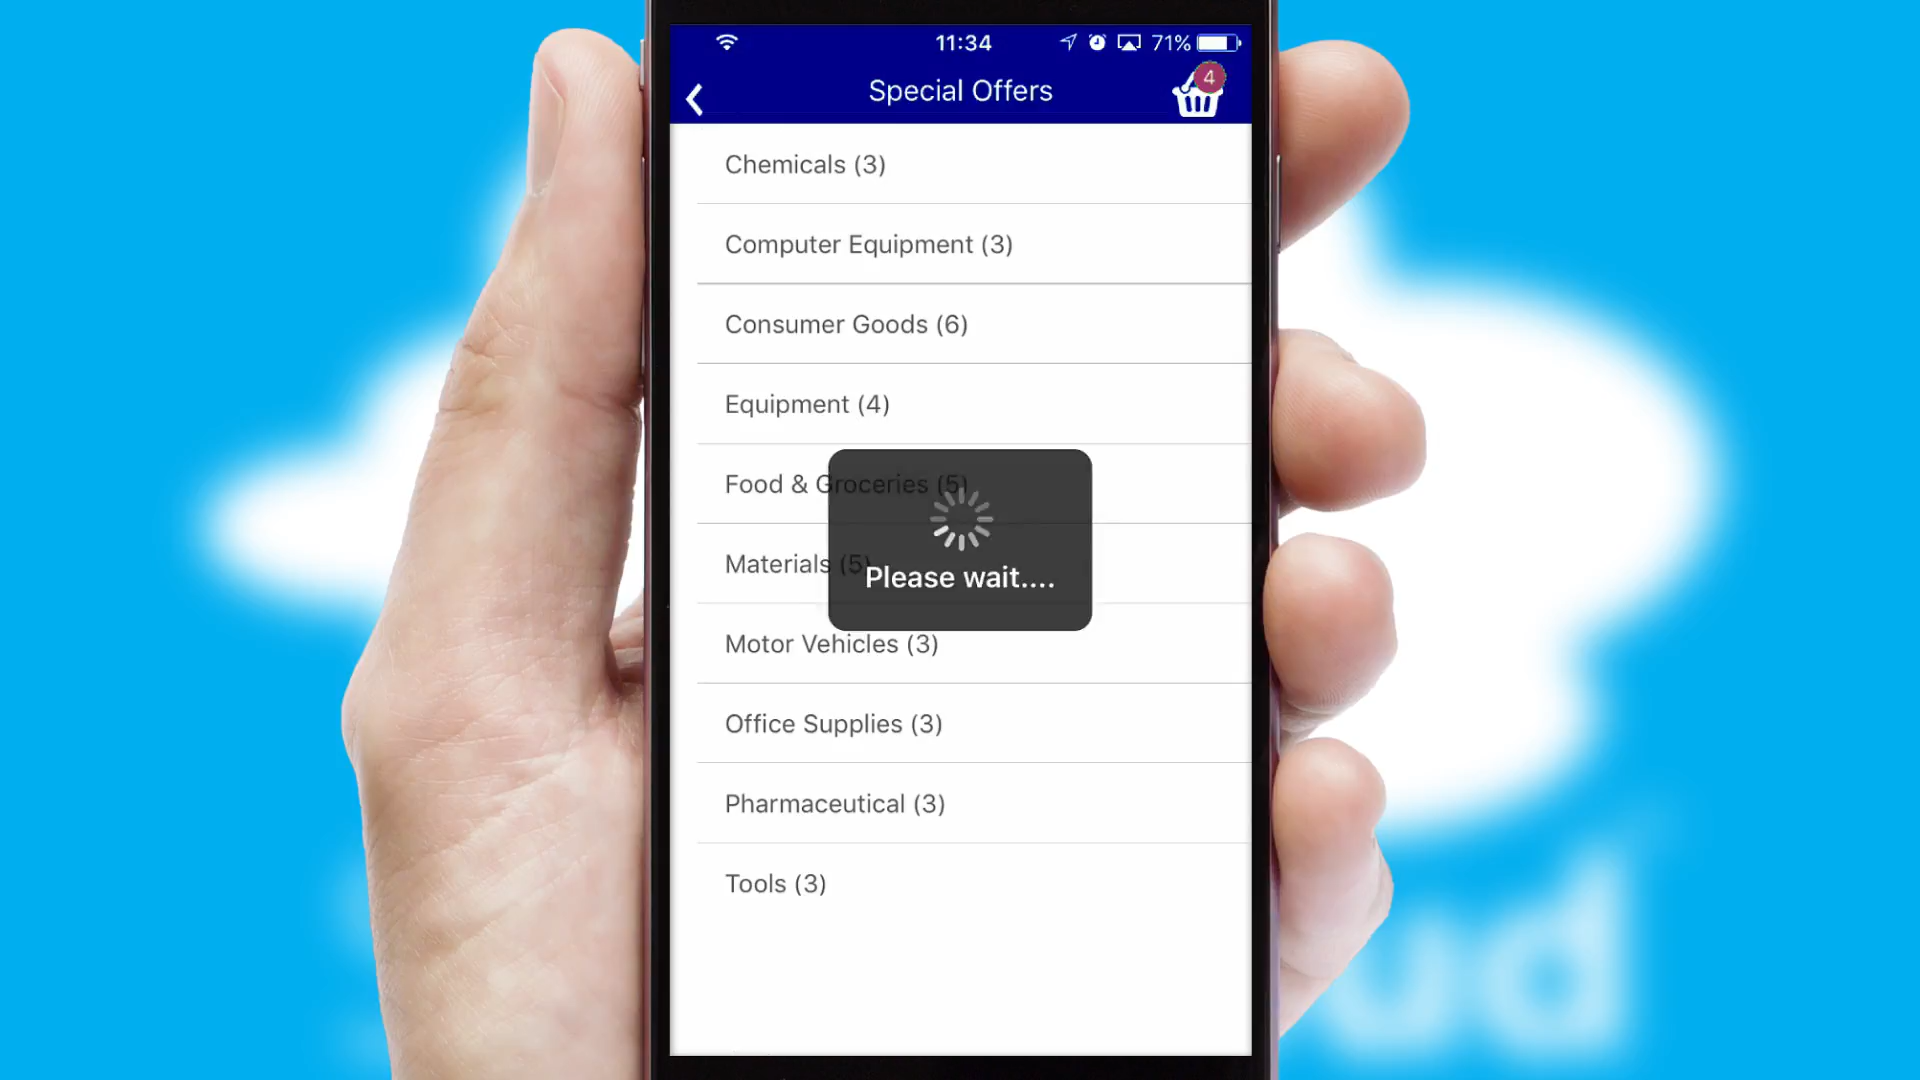 11:34
71%
Special Offers
4
Chemicals (3)
Computer Equipment (3)
Consumer Goods (6)
Equipment (4)
Food & Groceries (5)
Materials (5)
Please wait....
Motor Vehicles (3)
Office Supplies (3)
Pharmaceutical (3)
Tools (3)
ud